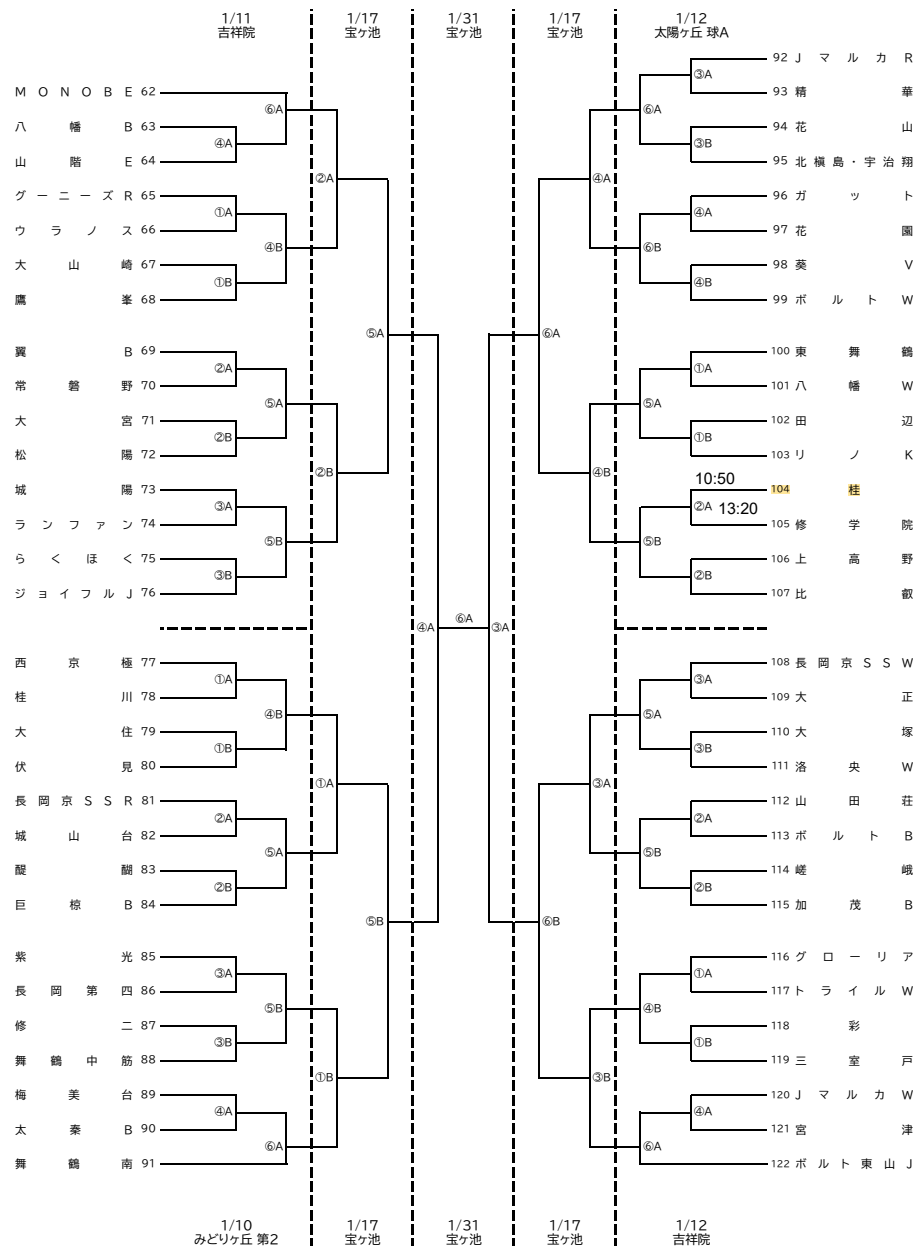 1/11 1/17 1/31 1/17 1/12
吉祥院 宝ヶ池 宝ヶ池 宝ヶ池 太陽ヶ丘 球A
MONOBE 62
八幡B 63
山階E 64
グーニーズR 65
ウラノス 66
大山崎 67
鷹峯 68
翼B 69
常磐野 70
大宮 71
松陽 72
城陽 73
ランファン 74
らくほく 75
ジョイフルJ 76
⑥A
④A
②A
①A
④B
①B
⑤A
②A
⑤A
②B
②B
③A
⑤B
③B
西京極 77
桂川 78
大住 79
伏見 80
長岡京SSR 81
城山台 82
醍醐 83
巨椋B 84
紫光 85
長岡第四 86
修二 87
舞鶴中筋 88
梅美台 89
太秦B 90
舞鶴南 91
①A
④B
①B
①A
②A
⑤A
②B
⑤B
③A
⑤B
③B
①B
④A
⑥A
④A ⑥A ③A
92 JマルカR
93 精華
94 花山
95 北槇島・宇治翔
96 ガット
97 花園
98 葵V
99 ボルトW
100 東舞鶴
101 八幡W
102 田辺
103 リノK
104 桂
105 修学院
106 上高野
107 比叡
③A
⑥A
③B
④A
④A
⑥B
④B
⑥A
①A
⑤A
①B
④B
10:50
②A 13:20
⑤B
②B
108 長岡京SSW
109 大正
110 大塚
111 洛央W
112 山田荘
113 ボルトB
114 嵯峨
115 加茂B
116 グローリア
117 トライルW
118 彩
119 三室戸
120 JマルカW
121 宮津
122 ボルト東山J
③A
⑤A
③B
③A
②A
⑤B
②B
⑥B
①A
④B
①B
③B
④A
⑥A
1/10 1/17 1/31 1/17 1/12
みどりヶ丘 第2 宝ヶ池 宝ヶ池 宝ヶ池 吉祥院